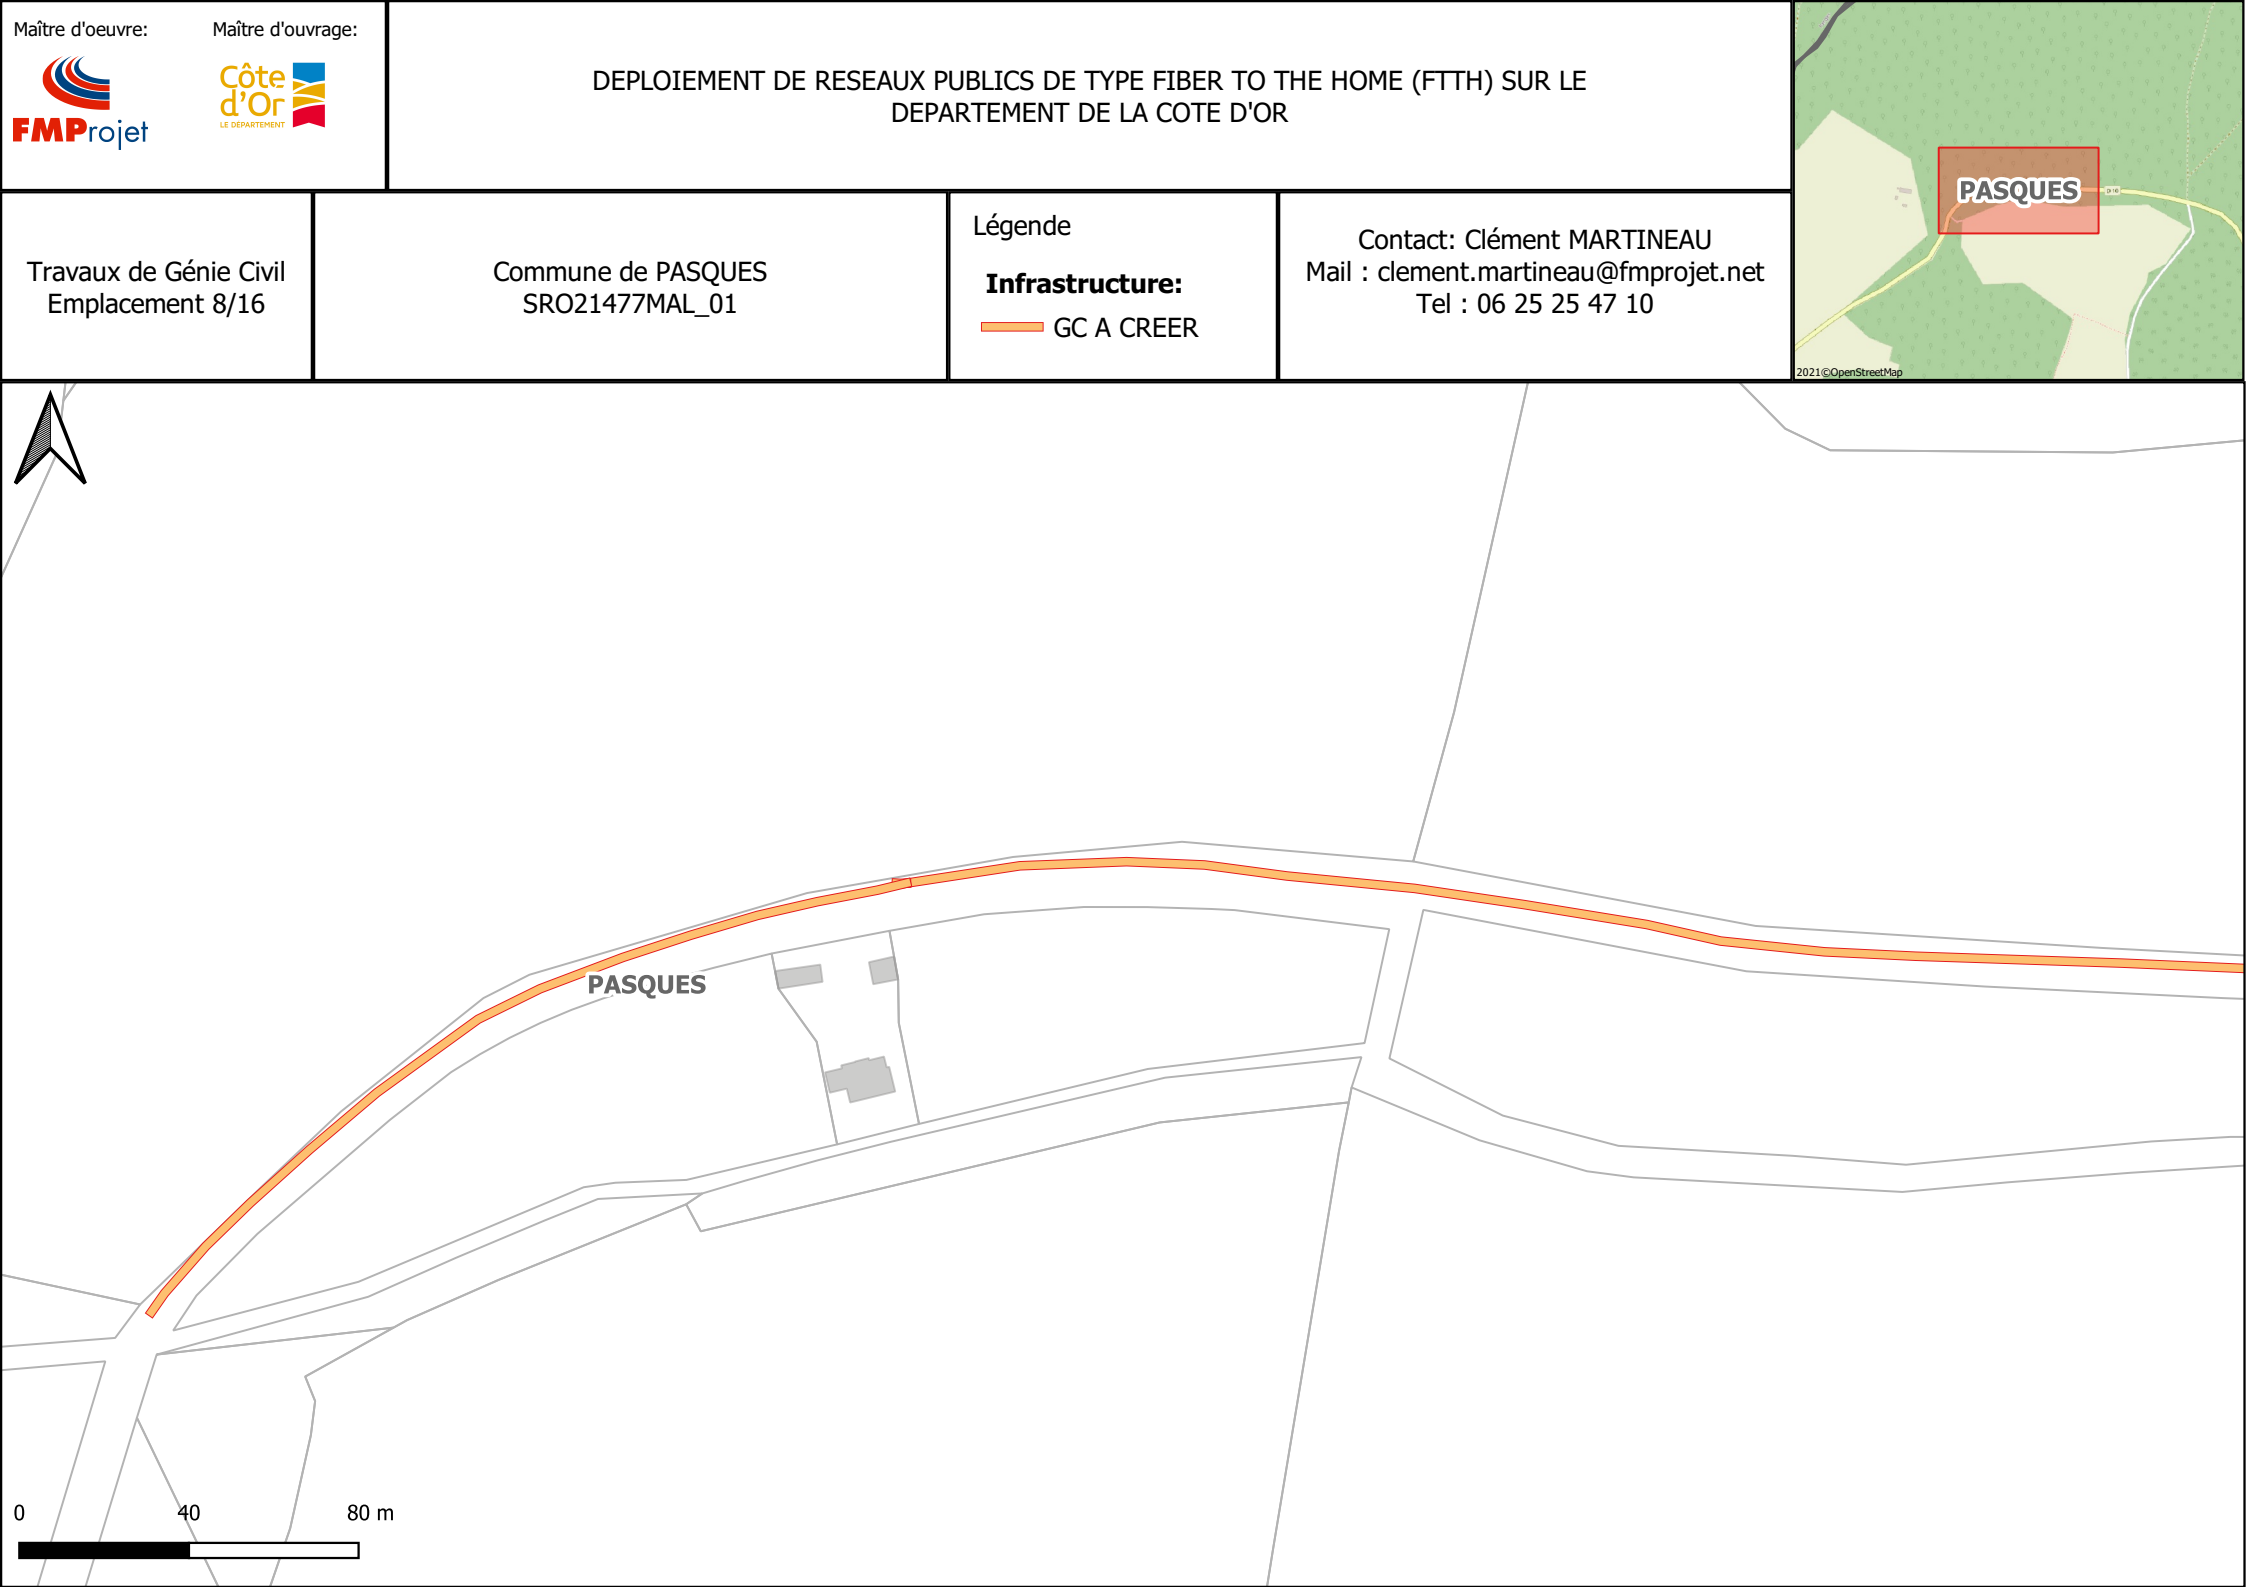 Maître d'oeuvre:
Maître d'ouvrage:
FMProjet
Côte
d'Or
LE DÉPARTEMENT
DEPLOIEMENT DE RESEAUX PUBLICS DE TYPE FIBER TO THE HOME (FTTH) SUR LE
DEPARTEMENT DE LA COTE D'OR
Travaux de Génie Civil
Emplacement 8/16
Commune de PASQUES
SRO21477MAL_01
Légende
Infrastructure:
GC A CREER
Contact: Clément MARTINEAU
Mail : clement.martineau@fmprojet.net
Tel : 06 25 25 47 10
PASQUES
2021©OpenStreetMap
PASQUES
0 40 80 m